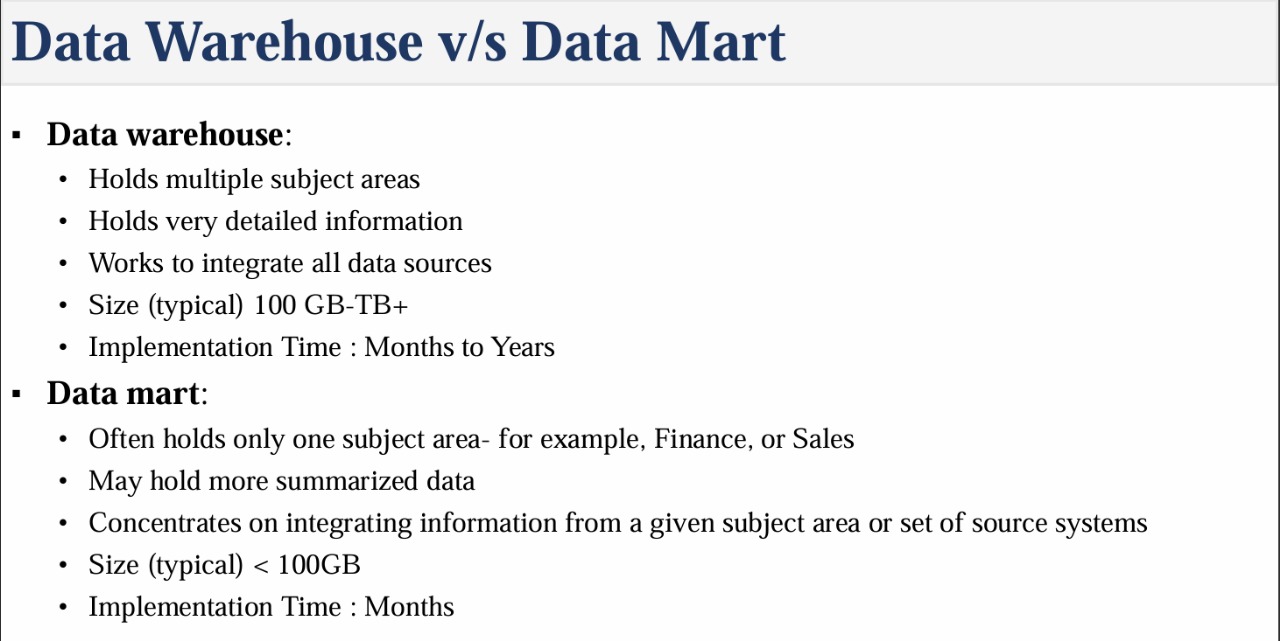 Data Warehouse v/s Data Mart
▪ Data warehouse:
• Holds multiple subject areas
• Holds very detailed information
• Works to integrate all data sources
• Size (typical) 100 GB-TB+
• Implementation Time : Months to Years
▪ Data mart:
• Often holds only one subject area- for example, Finance, or Sales
• May hold more summarized data
• Concentrates on integrating information from a given subject area or set of source systems
• Size (typical) < 100GB
• Implementation Time : Months